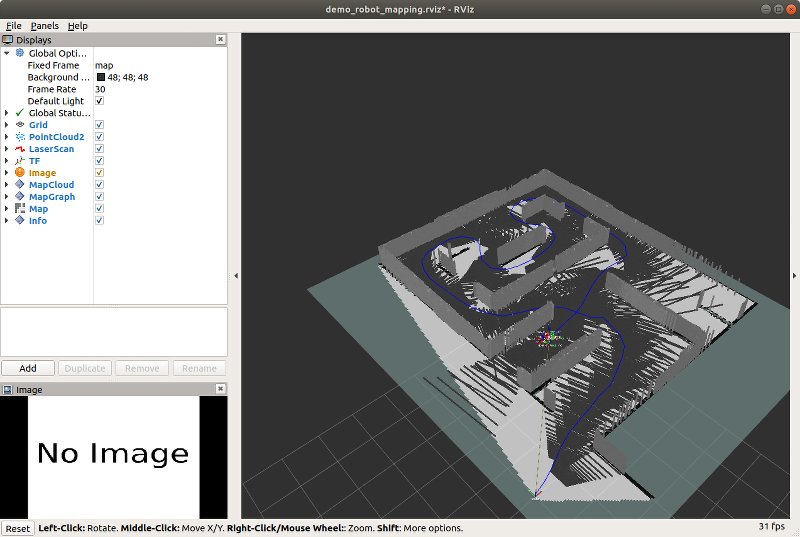 demo_robot_mapping.rviz* - RViz
File Panels Help
Displays
Global Opti...
Fixed Frame map
Background ... 48; 48; 48
Frame Rate 30
Default Light
Global Statu...
Grid
PointCloud2
LaserScan
TF
Image
MapCloud
MapGraph
Map
Info
Add Duplicate Remove Rename
Image
No Image
Reset Left-Click: Rotate. Middle-Click: Move X/Y. Right-Click/Mouse Wheel:: Zoom. Shift: More options. 31 fps